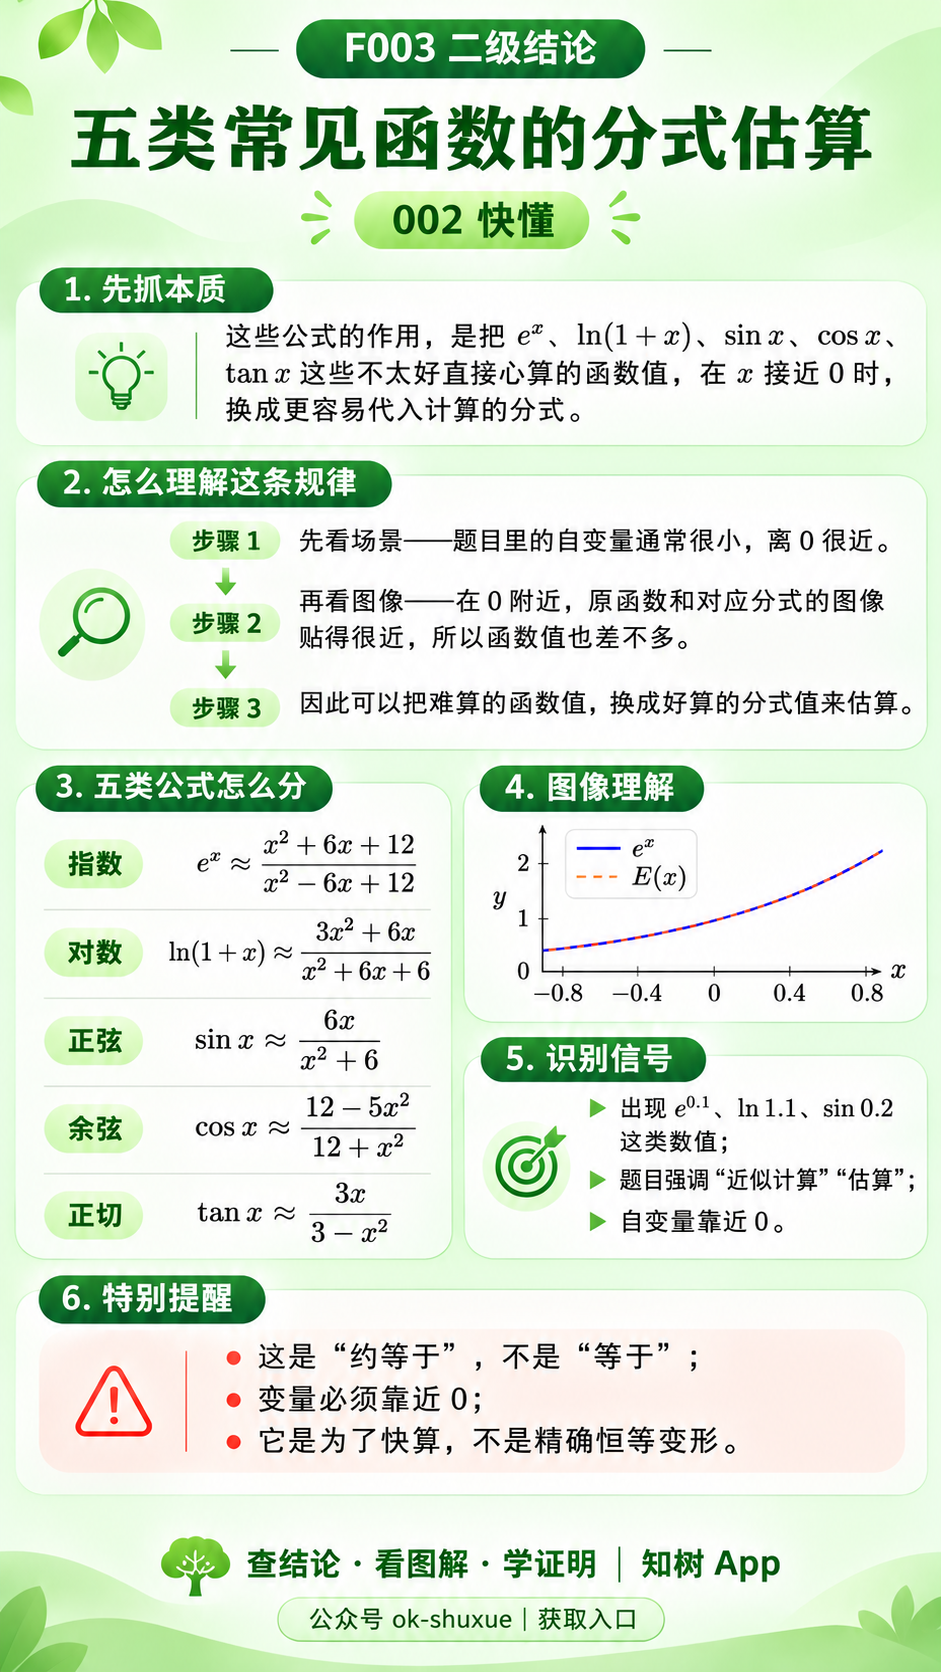 F003 二级结论
五类常见函数的分式估算
002 快懂
1. 先抓本质
这些公式的作用，是把 eˣ、ln(1 + x)、sin x、cos x、
tan x 这些不太好直接心算的函数值，在 x 接近 0 时，
换成更容易代入计算的分式。
2. 怎么理解这条规律
步骤 1
先看场景——题目里的自变量通常很小，离 0 很近。
步骤 2
再看图像——在 0 附近，原函数和对应分式的图像
贴得很近，所以函数值也差不多。
步骤 3
因此可以把难算的函数值，换成好算的分式值来估算。
3. 五类公式怎么分
指数 eˣ ≈ (x² + 6x + 12)/(x² − 6x + 12)
对数 ln(1 + x) ≈ (3x² + 6x)/(x² + 6x + 6)
正弦 sin x ≈ 6x/(x² + 6)
余弦 cos x ≈ (12 − 5x²)/(12 + x²)
正切 tan x ≈ 3x/(3 − x²)
4. 图像理解
eˣ
E(x)
2
y
1
0
x
−0.8 −0.4 0 0.4 0.8
5. 识别信号
出现 e⁰·¹、ln 1.1、sin 0.2
这类数值；
题目强调 “近似计算” “估算”；
自变量靠近 0。
6. 特别提醒
这是 “约等于” ，不是 “等于” ；
变量必须靠近 0；
它是为了快算，不是精确恒等变形。
查结论 · 看图解 · 学证明 | 知树 App
公众号 ok-shuxue | 获取入口